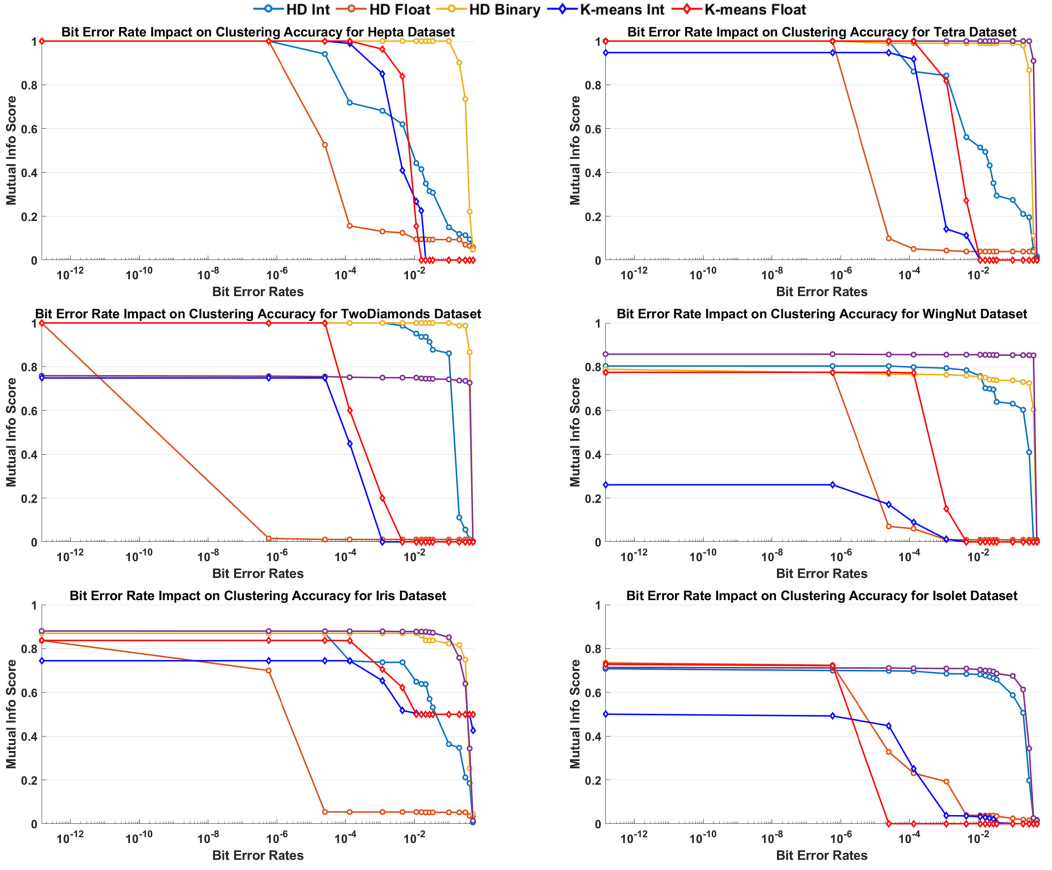 HD Int HD Float HD Binary K-means Int K-means Float
Bit Error Rate Impact on Clustering Accuracy for Hepta Dataset
Mutual Info Score
1
0.8
0.6
0.4
0.2
0
10-12 10-10 10-8 10-6 10-4 10-2
Bit Error Rates
Bit Error Rate Impact on Clustering Accuracy for Tetra Dataset
Mutual Info Score
1
0.8
0.6
0.4
0.2
0
10-12 10-10 10-8 10-6 10-4 10-2
Bit Error Rates
Bit Error Rate Impact on Clustering Accuracy for TwoDiamonds Dataset
Mutual Info Score
1
0.8
0.6
0.4
0.2
0
10-12 10-10 10-8 10-6 10-4 10-2
Bit Error Rates
Bit Error Rate Impact on Clustering Accuracy for WingNut Dataset
Mutual Info Score
1
0.8
0.6
0.4
0.2
0
10-12 10-10 10-8 10-6 10-4 10-2
Bit Error Rates
Bit Error Rate Impact on Clustering Accuracy for Iris Dataset
Mutual Info Score
1
0.8
0.6
0.4
0.2
0
10-12 10-10 10-8 10-6 10-4 10-2
Bit Error Rates
Bit Error Rate Impact on Clustering Accuracy for Isolet Dataset
Mutual Info Score
1
0.8
0.6
0.4
0.2
0
10-12 10-10 10-8 10-6 10-4 10-2
Bit Error Rates